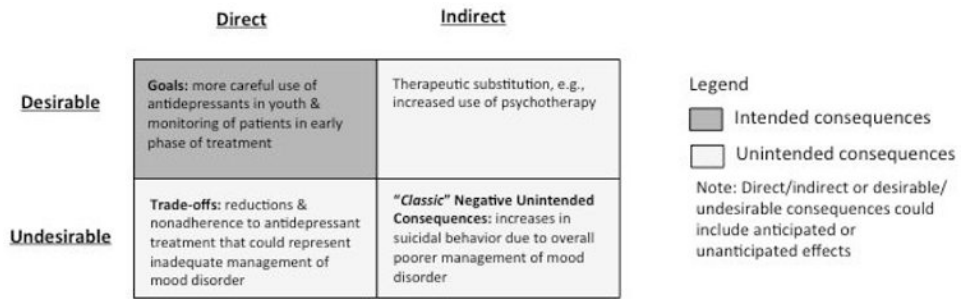 Direct
Indirect
Desirable
Goals: more careful use of
antidepressants in youth &
monitoring of patients in early
phase of treatment
Therapeutic substitution, e.g.,
increased use of psychotherapy
Undesirable
Trade-offs: reductions &
nonadherence to antidepressant
treatment that could represent
inadequate management of
mood disorder
"Classic" Negative Unintended
Consequences: increases in
suicidal behavior due to overall
poorer management of mood
disorder
Legend
Intended consequences
Unintended consequences
Note: Direct/indirect or desirable/
undesirable consequences could
include anticipated or
unanticipated effects